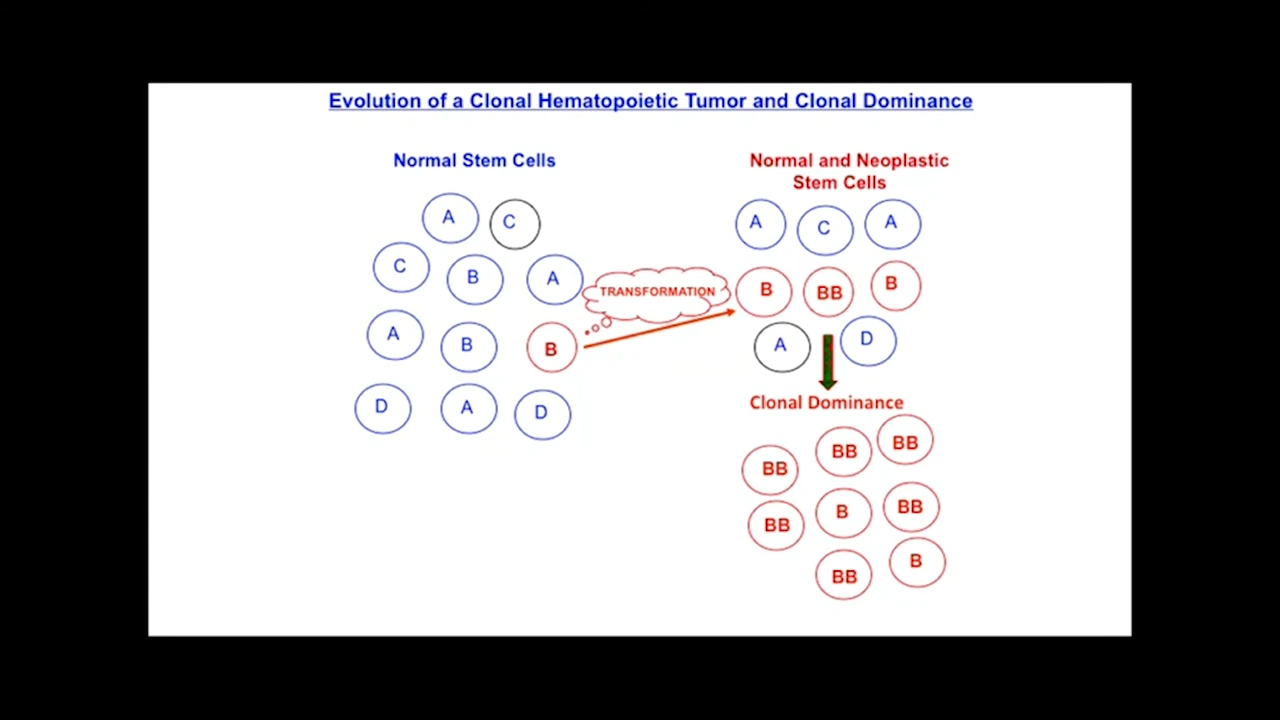 Evolution of a Clonal Hematopoietic Tumor and Clonal Dominance
Normal Stem Cells
A C
C B A
A B B
D A D
TRANSFORMATION
Normal and Neoplastic
Stem Cells
A C A
B BB B
A D
Clonal Dominance
BB BB BB
BB B BB
BB B